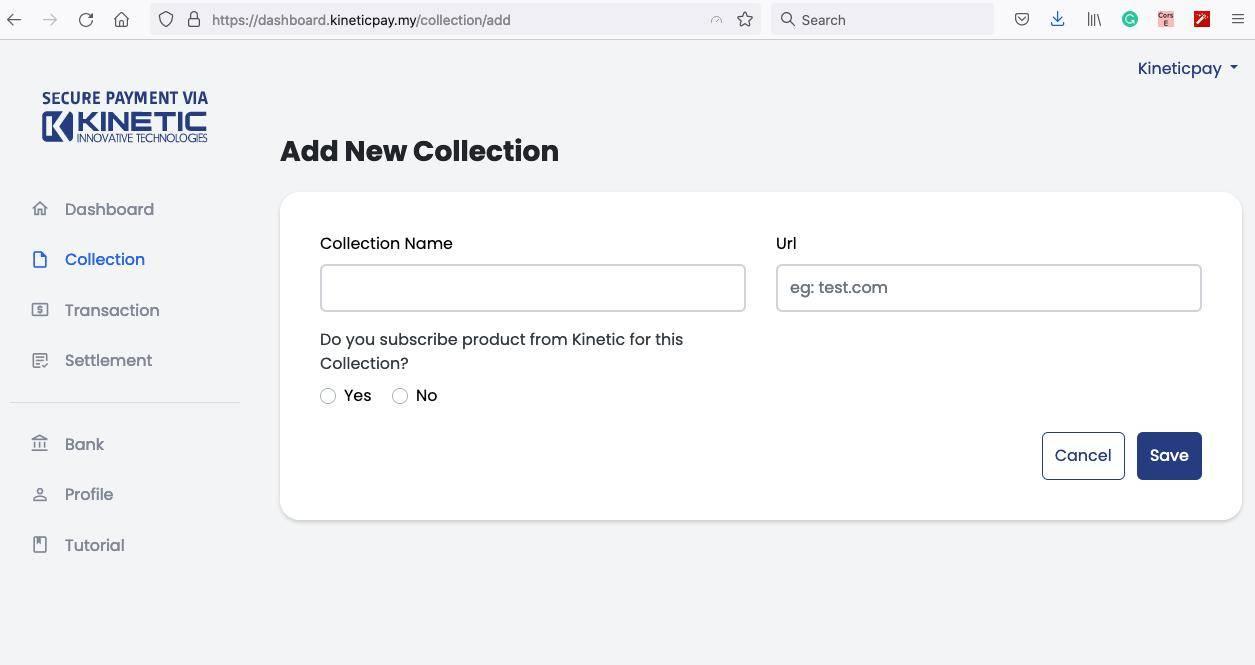 https://dashboard.kineticpay.my/collection/add
Search
Cors
E
Kineticpay
SECURE PAYMENT VIA
KINETIC
INNOVATIVE TECHNOLOGIES
Add New Collection
Dashboard
Collection
Transaction
Settlement
Bank
Profile
Tutorial
Collection Name
Url
eg: test.com
Do you subscribe product from Kinetic for this
Collection?
Yes No
Cancel Save